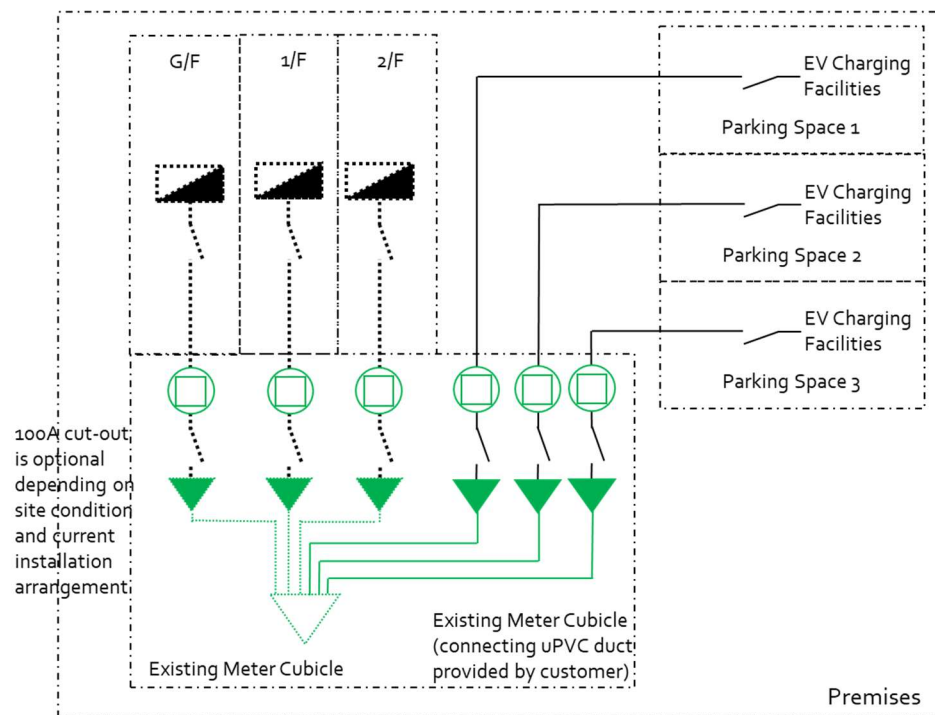 G/F
1/F
2/F
EV Charging
Facilities
Parking Space 1
EV Charging
Facilities
Parking Space 2
EV Charging
Facilities
Parking Space 3
100A cut-out
is optional
depending on
site condition
and current
installation
arrangement
Existing Meter Cubicle
Existing Meter Cubicle
(connecting uPVC duct
provided by customer)
Premises